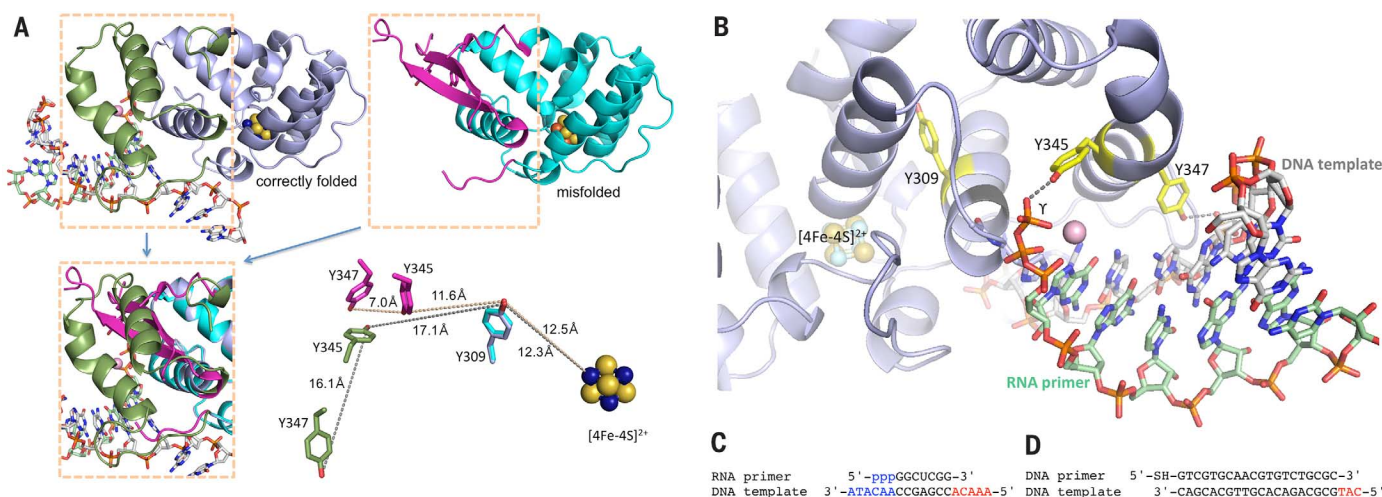 A
correctly folded
misfolded
Y347
Y345
7.0Å
11.6Å
17.1Å
12.5Å
12.3Å
Y345
Y309
16.1Å
Y347
[4Fe-4S]²⁺
B
Y345
Y347
DNA template
Y309
ϒ
[4Fe-4S]²⁺
RNA primer
C
RNA primer 5'-pppGGCUCGG-3'
DNA template 3'-ATACAACCGAGCCACAAA-5'
D
DNA primer 5'-SH-GTCGTGCAACGTGTCTGCGC-3'
DNA template 3'-CAGCACGTTGCACAGACGCGTAC-5'